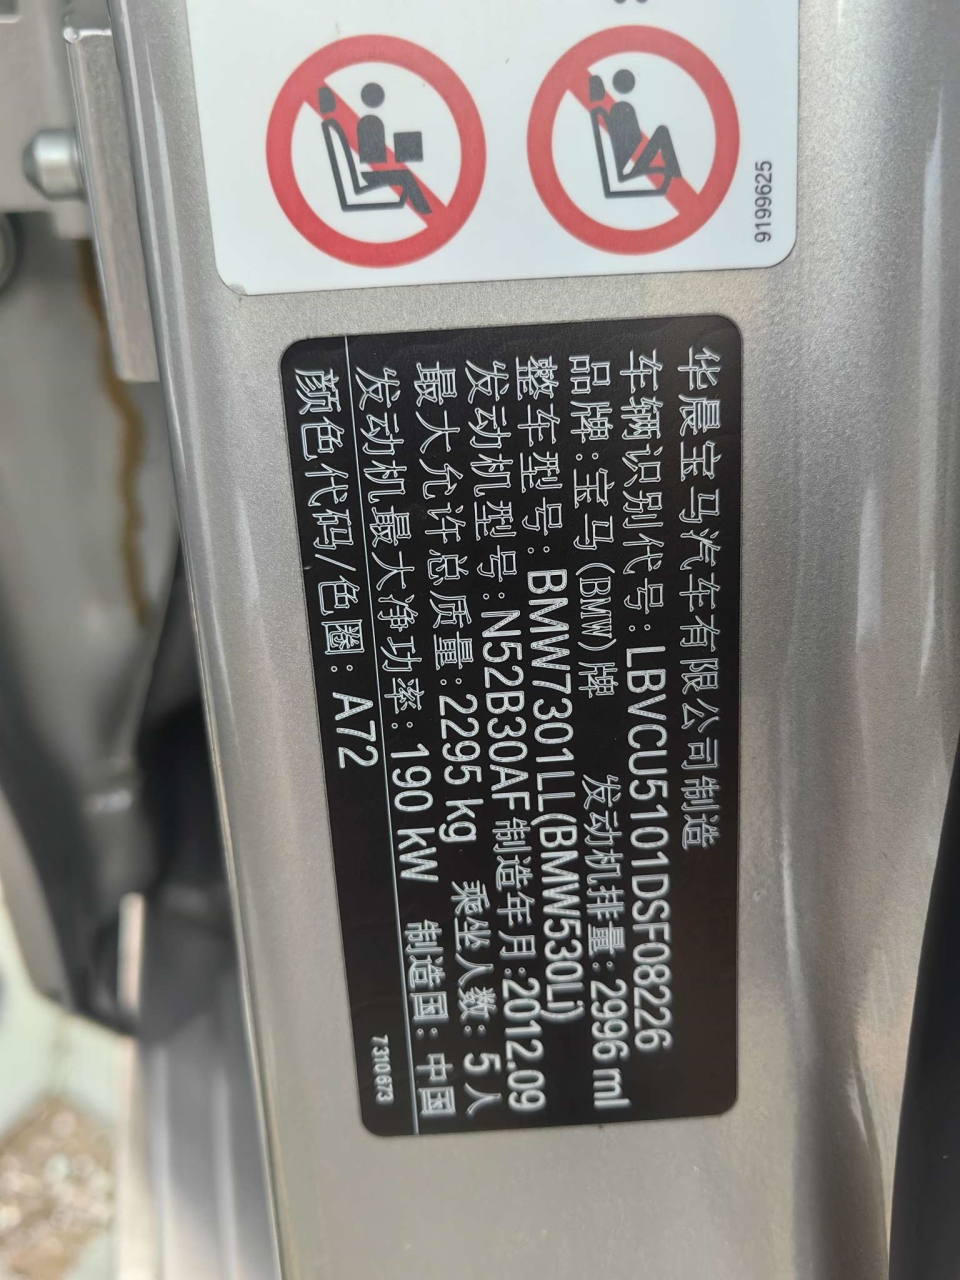 9199625
华晨宝马汽车有限公司制造
车辆识别代号:LBVCU5101DSF08226
品牌:宝马(BMW)牌 发动机排量:2996 ml
整车型号:BMW7301LL(BMW530Li)
发动机型号:N52B30AF 制造年月:2012.09
最大允许总质量:2295 kg 乘坐人数:5人
发动机最大净功率:190 kW 制造国:中国
颜色代码/色圈:A72
7310673